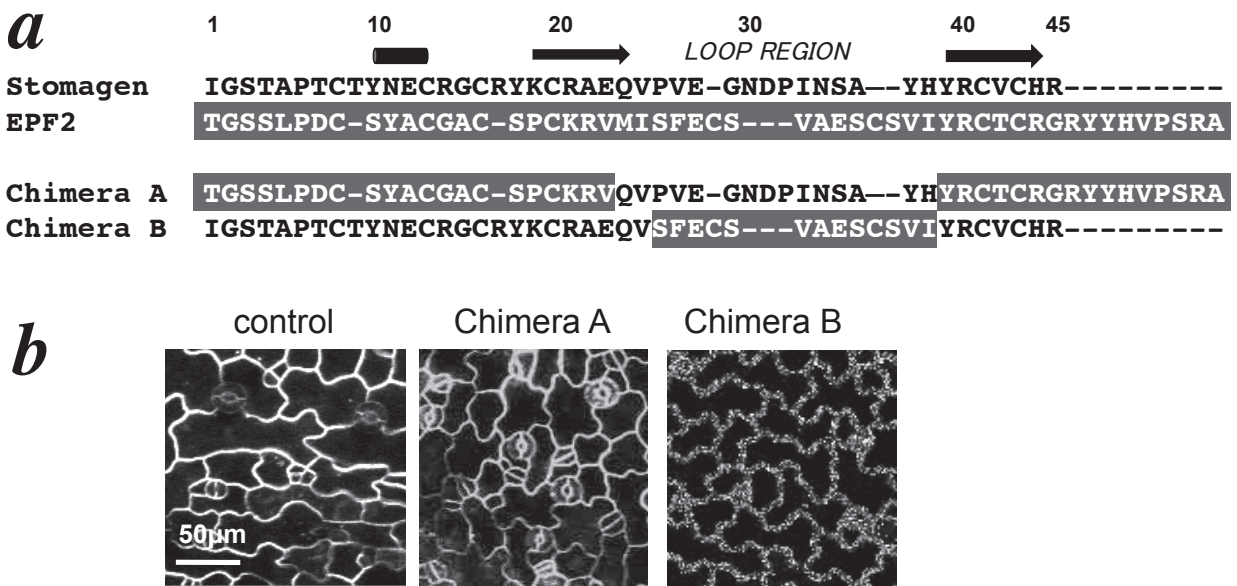 a
1 10 20 30 40 45
LOOP REGION
Stomagen IGSTAPTCTYNECRGCRYKCRAEQVPVE-GNDPINSA--YHYRCVCHR---------
EPF2 TGSSLPDC-SYACGAC-SPCKRVMISFECS---VAESCSVIYRCTCRGRYYHVPSRA
Chimera A TGSSLPDC-SYACGAC-SPCKRVQVPVE-GNDPINSA--YHYRCTCRGRYYHVPSRA
Chimera B IGSTAPTCTYNECRGCRYKCRAEQVSFECS---VAESCSVIYRCVCHR---------
b
control Chimera A Chimera B
50μm